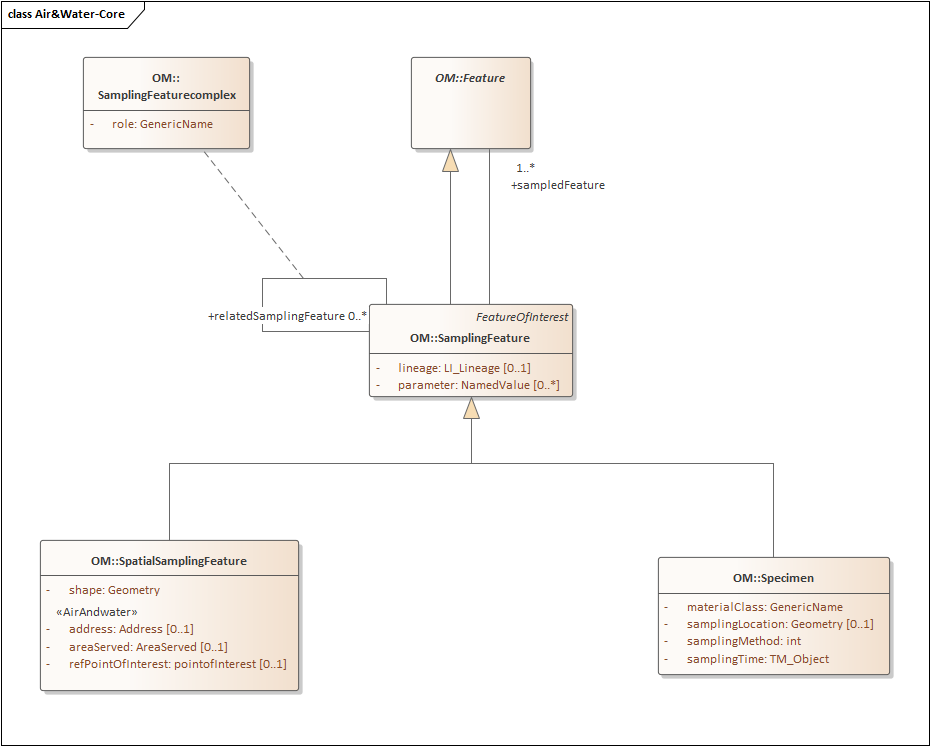 class Air&Water-Core
OM::
SamplingFeaturecomplex
- role: GenericName
OM::Feature
1..*
+sampledFeature
+relatedSamplingFeature 0..*
FeatureOfInterest
OM::SamplingFeature
- lineage: LI_Lineage [0..1]
- parameter: NamedValue [0..*]
OM::SpatialSamplingFeature
- shape: Geometry
«AirAndwater»
- address: Address [0..1]
- areaServed: AreaServed [0..1]
- refPointOfInterest: pointofInterest [0..1]
OM::Specimen
- materialClass: GenericName
- samplingLocation: Geometry [0..1]
- samplingMethod: int
- samplingTime: TM_Object